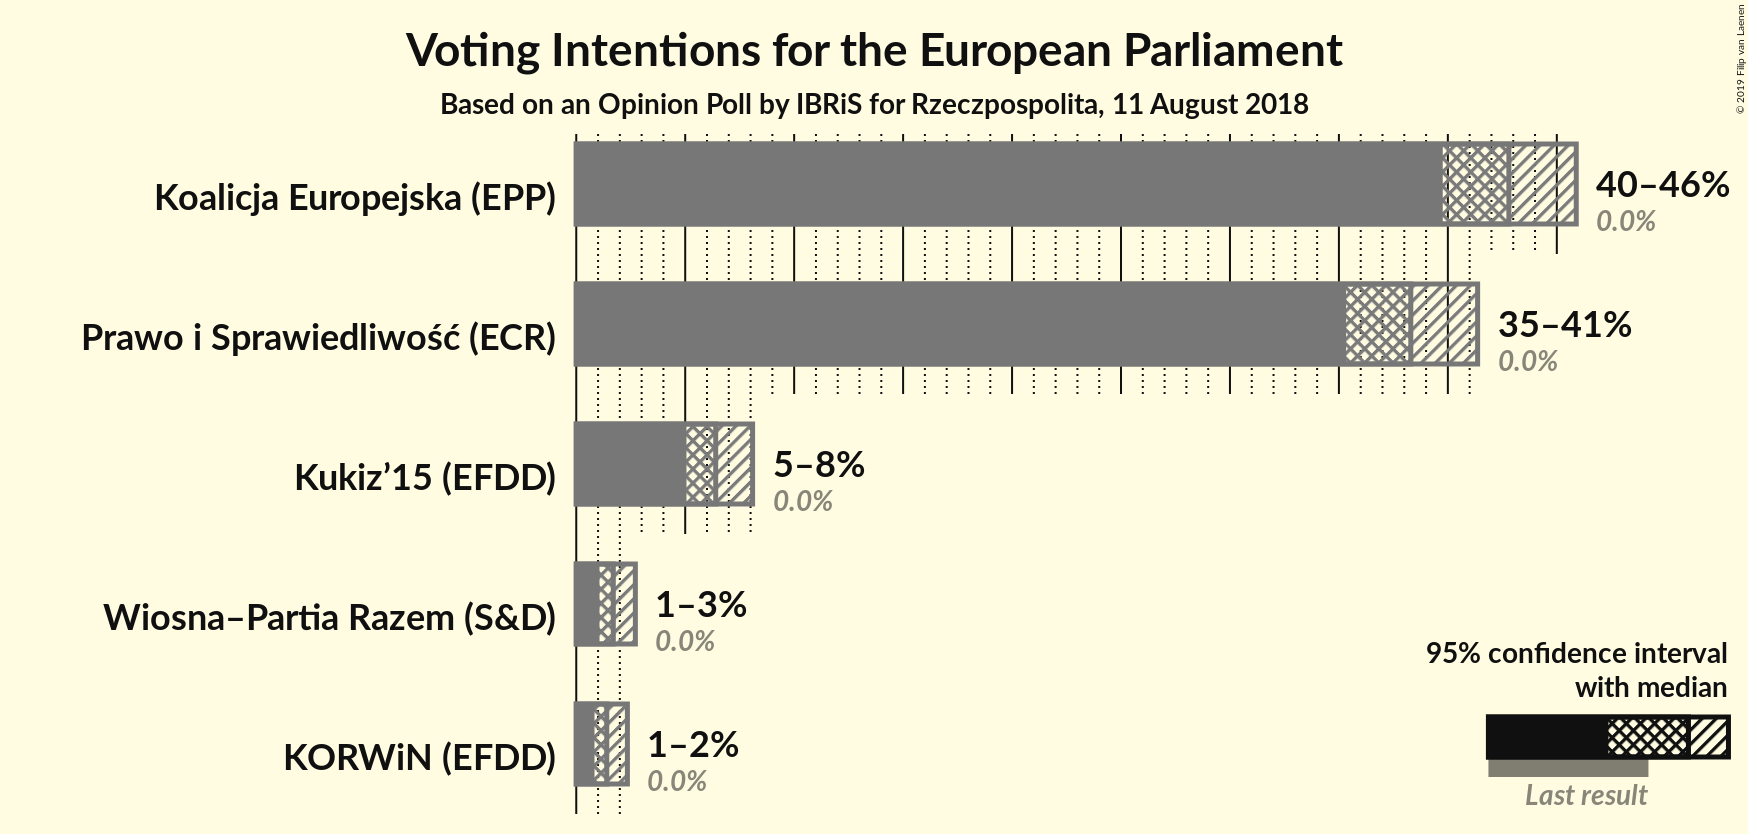 Voting Intentions for the European Parliament
Based on an Opinion Poll by IBRiS for Rzeczpospolita, 11 August 2018
© 2019 Filip van Laenen
Koalicja Europejska (EPP)
40–46%
0.0%
Prawo i Sprawiedliwość (ECR)
35–41%
0.0%
Kukiz’15 (EFDD)
5–8%
0.0%
Wiosna–Partia Razem (S&D)
1–3%
0.0%
KORWiN (EFDD)
1–2%
0.0%
95% confidence interval
with median
Last result